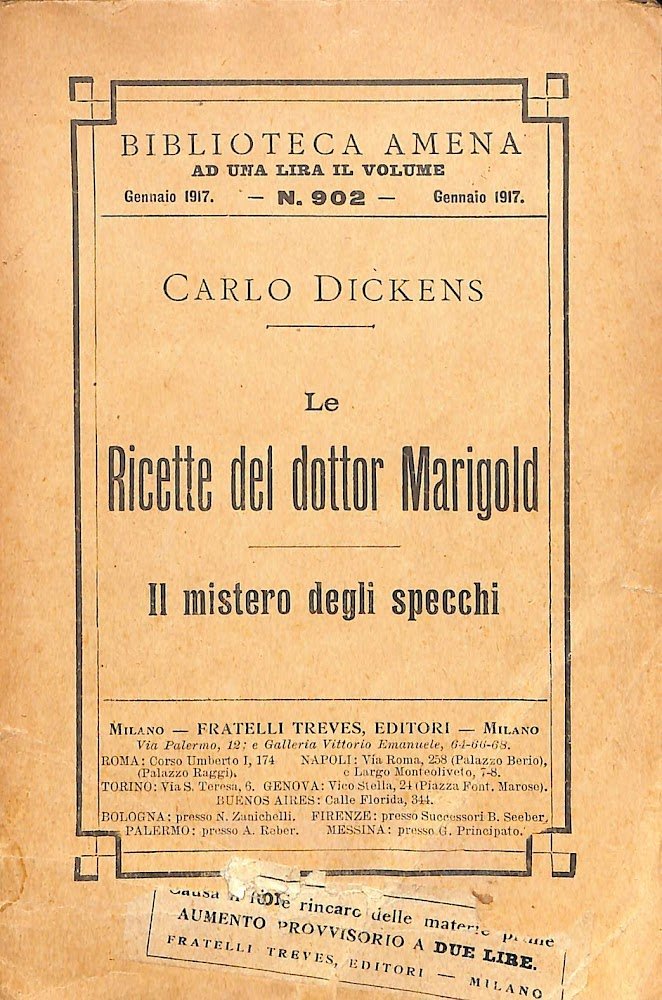 BIBLIOTECA AMENA
AD UNA LIRA IL VOLUME
Gennaio 1917. — N. 902 — Gennaio 1917.
CARLO DICKENS
Le
Ricette del dottor Marigold
Il mistero degli specchi
MILANO — FRATELLI TREVES, EDITORI — MILANO
Via Palermo, 12; e Galleria Vittorio Emanuele, 64-66-68.
ROMA: Corso Umberto I, 174 NAPOLI: Via Roma, 258 (Palazzo Berio),
(Palazzo Raggi). e Largo Monteoliveto, 7-8.
TORINO: Via S. Teresa, 6. GENOVA: Vico Stella, 24 (Piazza Font. Marose).
BUENOS AIRES: Calle Florida, 344.
BOLOGNA: presso N. Zanichelli. FIRENZE: presso Successori B. Seeber.
PALERMO: presso A. Reber. MESSINA: presso G. Principato.
Causa rincaro delle materie prime
AUMENTO PROVVISORIO A DUE LIRE.
FRATELLI TREVES, EDITORI — MILANO